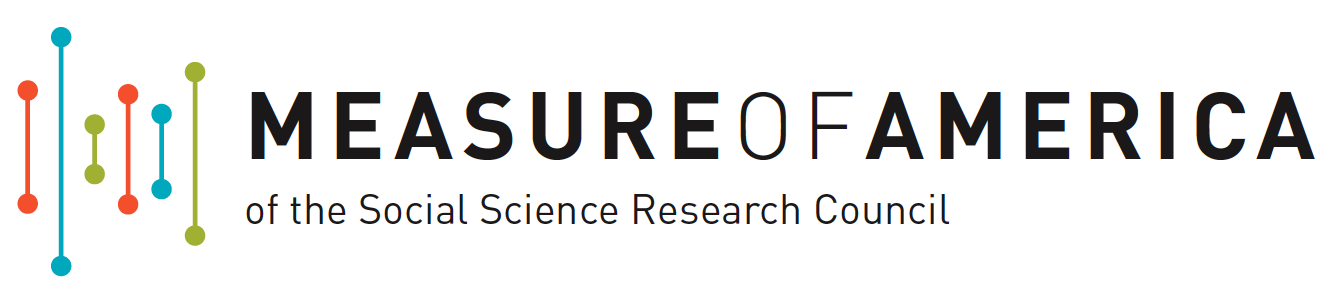 MEASUREOFAMERICA
of the Social Science Research Council